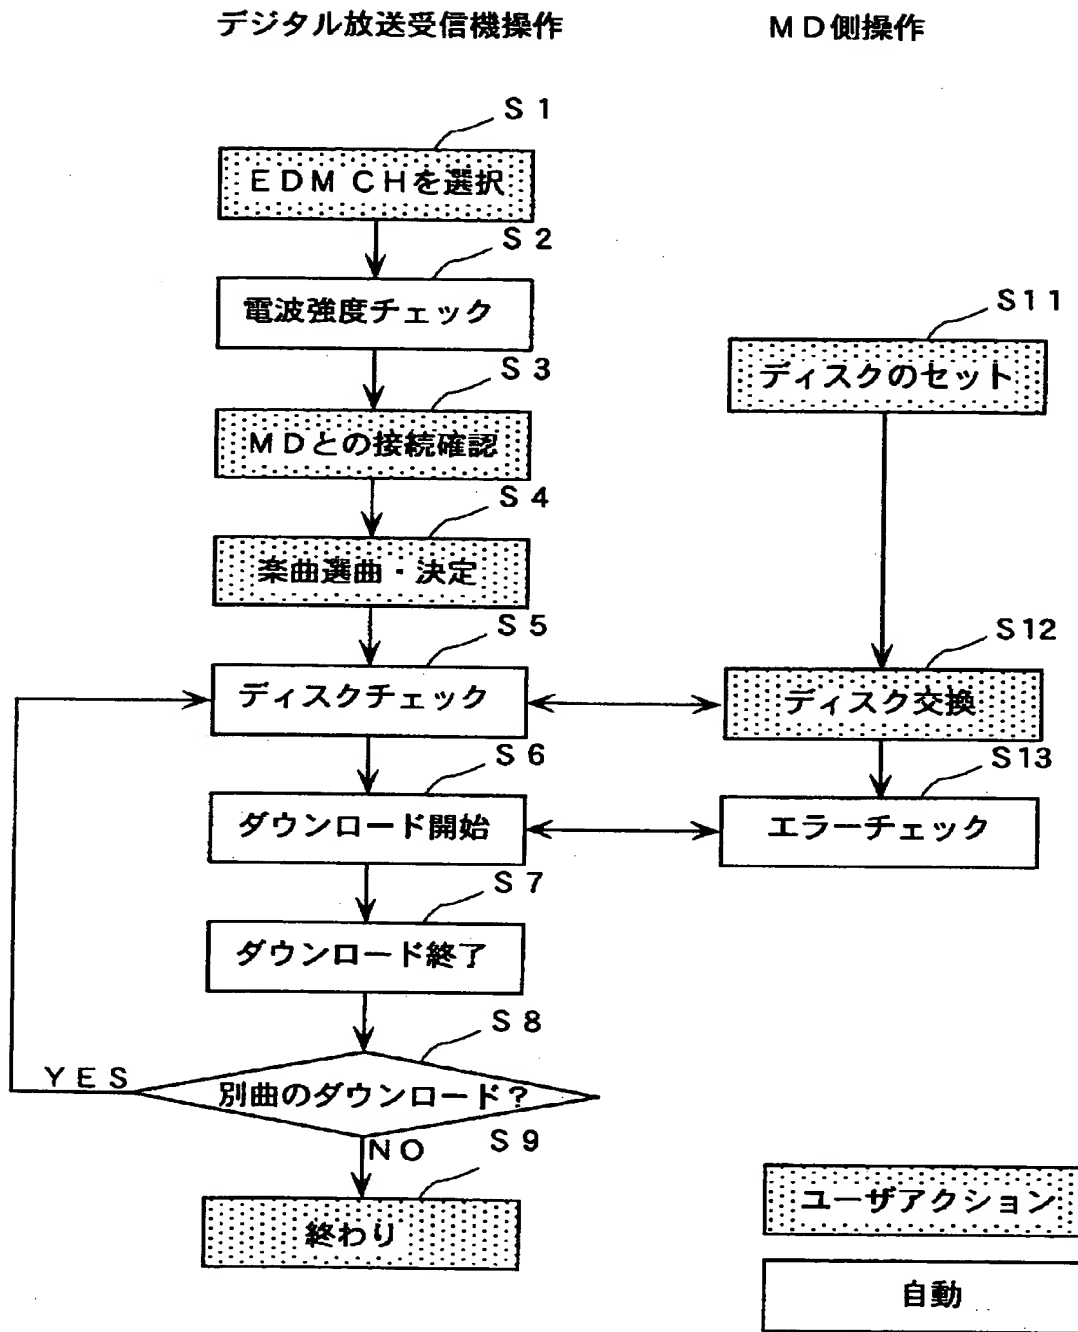 デジタル放送受信機操作
MD側操作
S1
EDM CHを選択
S2
電波強度チェック
S3
MDとの接続確認
S4
楽曲選曲・決定
S5
ディスクチェック
S6
ダウンロード開始
S7
ダウンロード終了
S8
別曲のダウンロード?
YES
NO
S9
終わり
S11
ディスクのセット
S12
ディスク交換
S13
エラーチェック
ユーザアクション
自動